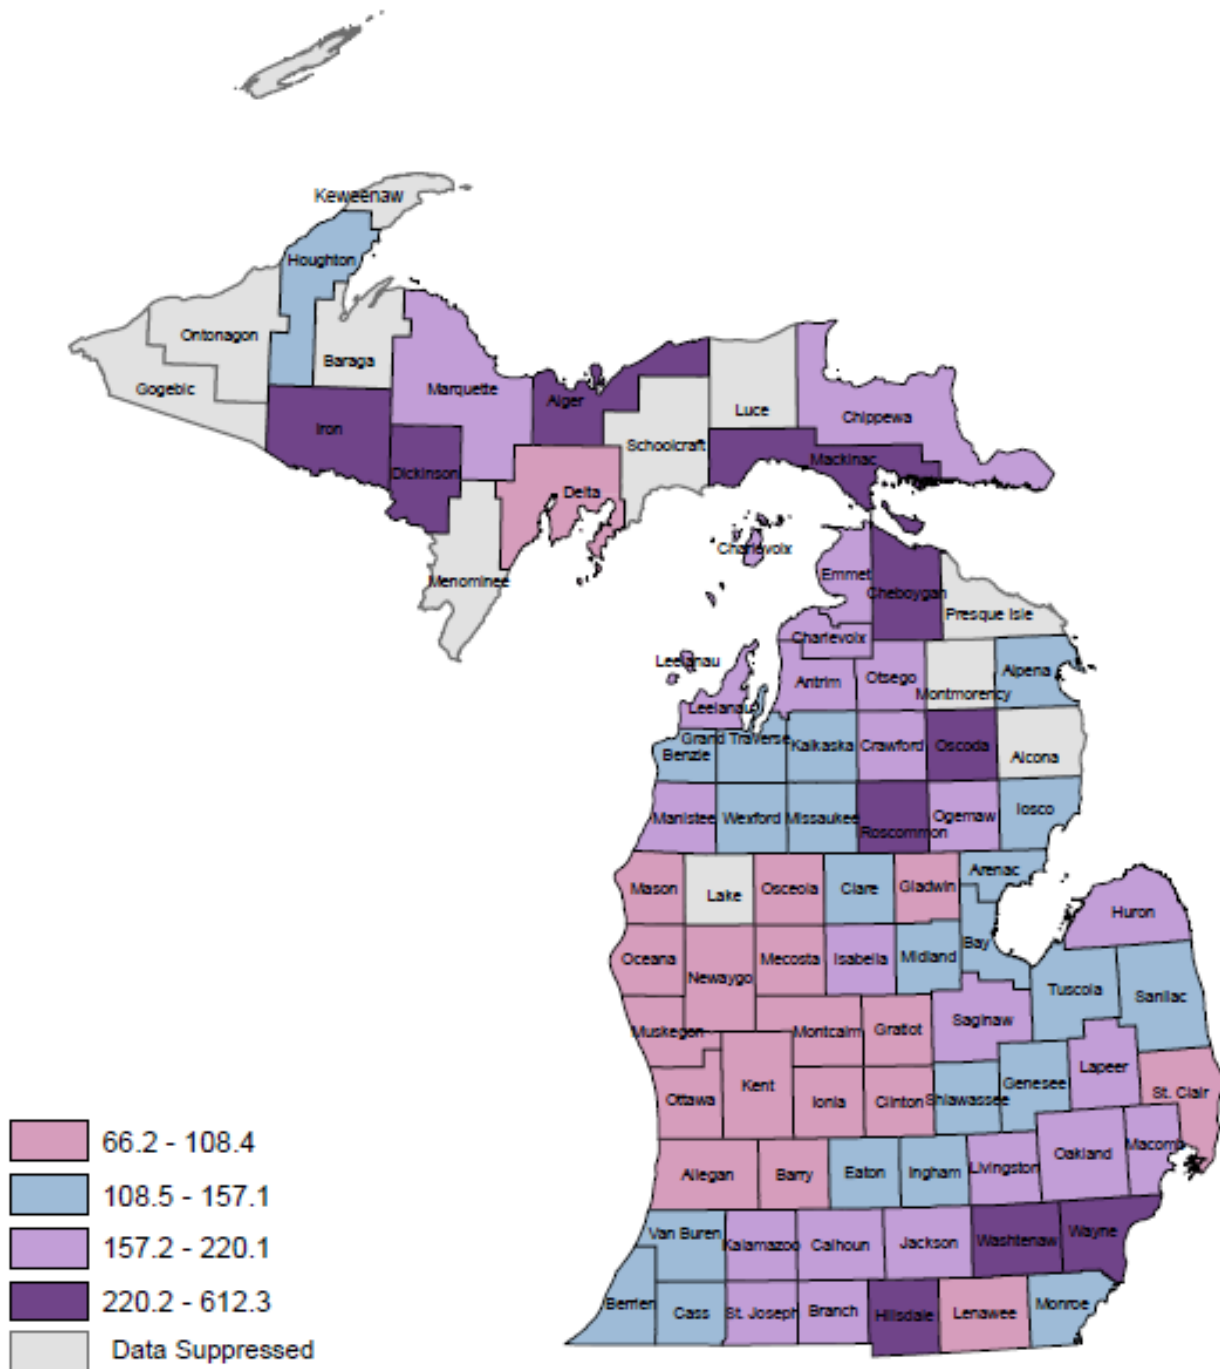 Keweenaw
Houghton
Ontonagon
Baraga
Gogebic
Marquette
Alger
Luce
Chippewa
Iron
Schoolcraft
Mackinac
Dickinson
Delta
Charlevoix
Menominee
Emmet
Cheboygan
Presque Isle
Charlevoix
Leelanau
Antrim
Otsego
Montmorency
Alpena
Leelanau
Grand Traverse
Benzie
Kalkaska
Crawford
Oscoda
Alcona
Manistee
Wexford
Missaukee
Roscommon
Ogemaw
Iosco
Mason
Lake
Osceola
Clare
Gladwin
Arenac
Huron
Oceana
Newaygo
Mecosta
Isabella
Midland
Bay
Tuscola
Sanilac
Muskegon
Montcalm
Gratiot
Saginaw
Ottawa
Kent
Ionia
Clinton
Shiawassee
Genesee
Lapeer
St. Clair
Allegan
Barry
Eaton
Ingham
Livingston
Oakland
Macomb
Van Buren
Kalamazoo
Calhoun
Jackson
Washtenaw
Wayne
Berrien
Cass
St. Joseph
Branch
Hillsdale
Lenawee
Monroe
66.2 - 108.4
108.5 - 157.1
157.2 - 220.1
220.2 - 612.3
Data Suppressed